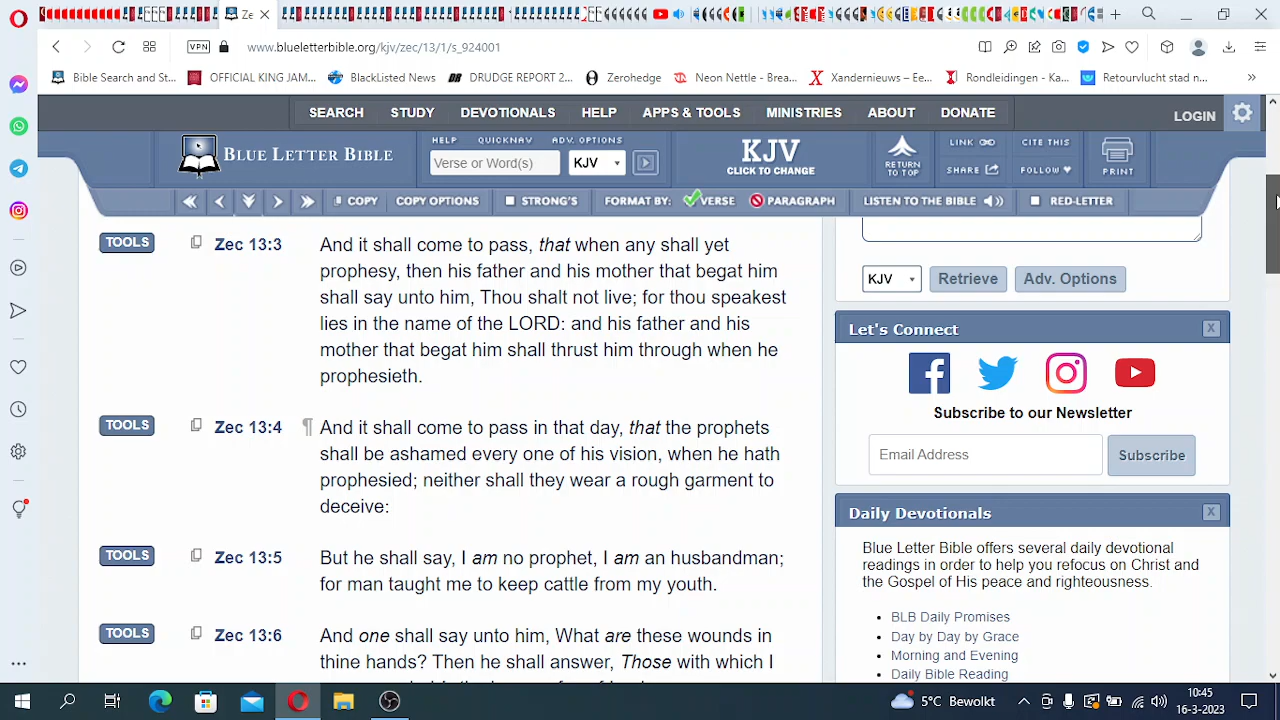 Ze
VPN
www.blueletterbible.org/kjv/zec/13/1/s_924001
Bible Search and St...
OFFICIAL KING JAM...
BlackListed News
DRUDGE REPORT 2...
Zerohedge
Neon Nettle - Brea...
Xandernieuws – Ee...
Rondleidingen - Ka...
Retourvlucht stad n...
SEARCH
STUDY
DEVOTIONALS
HELP
APPS & TOOLS
MINISTRIES
ABOUT
DONATE
LOGIN
BLUE LETTER BIBLE
HELP
QUICKNAV
ADV. OPTIONS
Verse or Word(s)
KJV
KJV
CLICK TO CHANGE
RETURN
TO TOP
LINK
CITE THIS
SHARE
FOLLOW
PRINT
COPY
COPY OPTIONS
STRONG'S
FORMAT BY:
VERSE
PARAGRAPH
LISTEN TO THE BIBLE
RED-LETTER
TOOLS
Zec 13:3
And it shall come to pass, that when any shall yet
prophesy, then his father and his mother that begat him
shall say unto him, Thou shalt not live; for thou speakest
lies in the name of the LORD: and his father and his
mother that begat him shall thrust him through when he
prophesieth.
TOOLS
Zec 13:4
¶ And it shall come to pass in that day, that the prophets
shall be ashamed every one of his vision, when he hath
prophesied; neither shall they wear a rough garment to
deceive:
TOOLS
Zec 13:5
But he shall say, I am no prophet, I am an husbandman;
for man taught me to keep cattle from my youth.
TOOLS
Zec 13:6
And one shall say unto him, What are these wounds in
thine hands? Then he shall answer, Those with which I
KJV
Retrieve
Adv. Options
Let's Connect
X
Subscribe to our Newsletter
Email Address
Subscribe
Daily Devotionals
X
Blue Letter Bible offers several daily devotional
readings in order to help you refocus on Christ and
the Gospel of His peace and righteousness.
BLB Daily Promises
Day by Day by Grace
Morning and Evening
Daily Bible Reading
5°C Bewolkt
10:45
16-3-2023